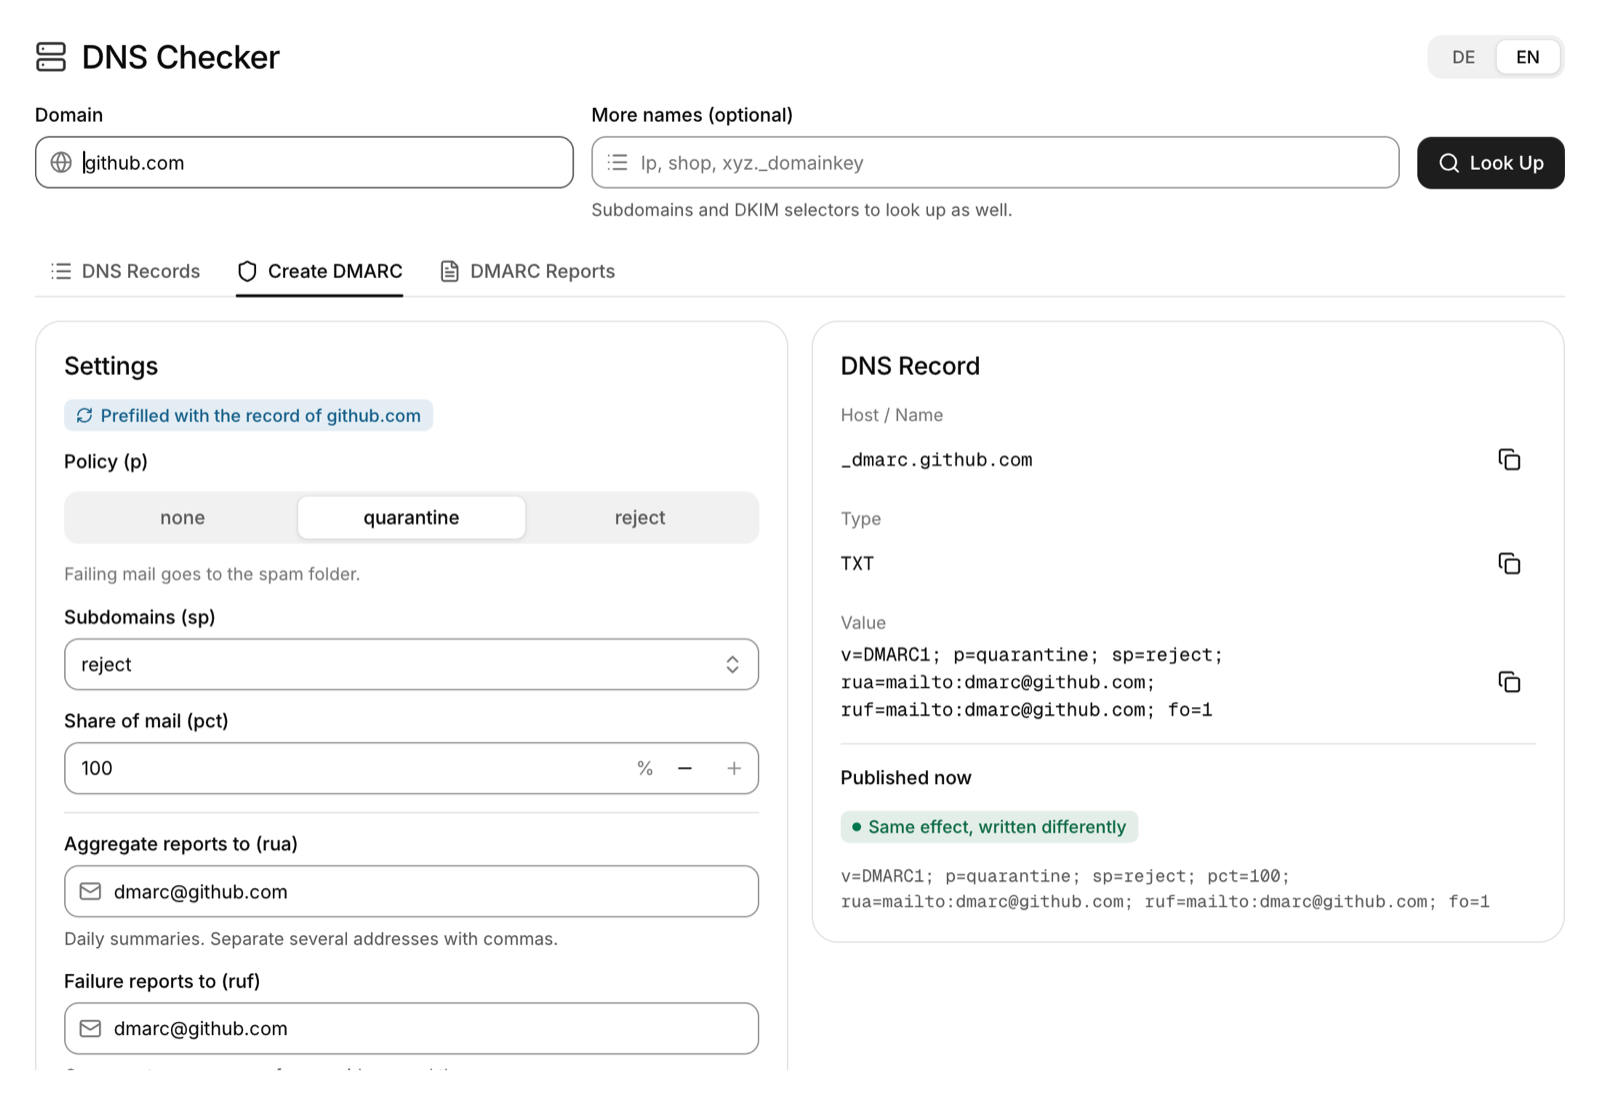 DNS Checker
DE
EN
Domain
More names (optional)
github.com
lp, shop, xyz._domainkey
Look Up
Subdomains and DKIM selectors to look up as well.
DNS Records
Create DMARC
DMARC Reports
Settings
Prefilled with the record of github.com
Policy (p)
none
quarantine
reject
Failing mail goes to the spam folder.
Subdomains (sp)
reject
Share of mail (pct)
100
%
Aggregate reports to (rua)
dmarc@github.com
Daily summaries. Separate several addresses with commas.
Failure reports to (ruf)
dmarc@github.com
DNS Record
Host / Name
_dmarc.github.com
Type
TXT
Value
v=DMARC1; p=quarantine; sp=reject;
rua=mailto:dmarc@github.com;
ruf=mailto:dmarc@github.com; fo=1
Published now
Same effect, written differently
v=DMARC1; p=quarantine; sp=reject; pct=100;
rua=mailto:dmarc@github.com; ruf=mailto:dmarc@github.com; fo=1